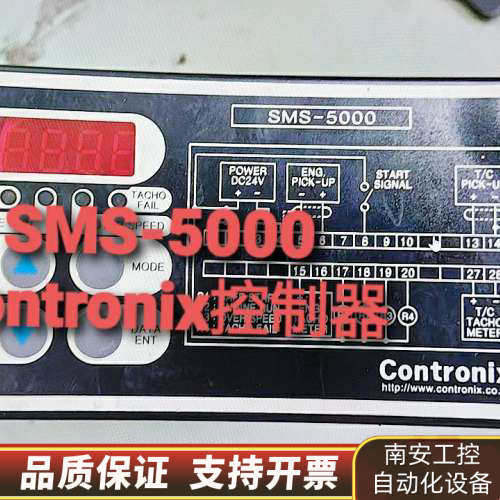 SMS-5000
POWER
DC24V
ENG
PICK-UP
START
SIGNAL
T/C
PICK-U
TACHO
FAIL
SPEED
MODE
DATA
ENT
7 8 9 10
13
15 16 17 18 19 20
27
R4
T/C
TACHO
METER
SMS-5000
ontronix控制器
Contronix
http://www.contronix.co.
品质保证 支持开票
南安工控
自动化设备